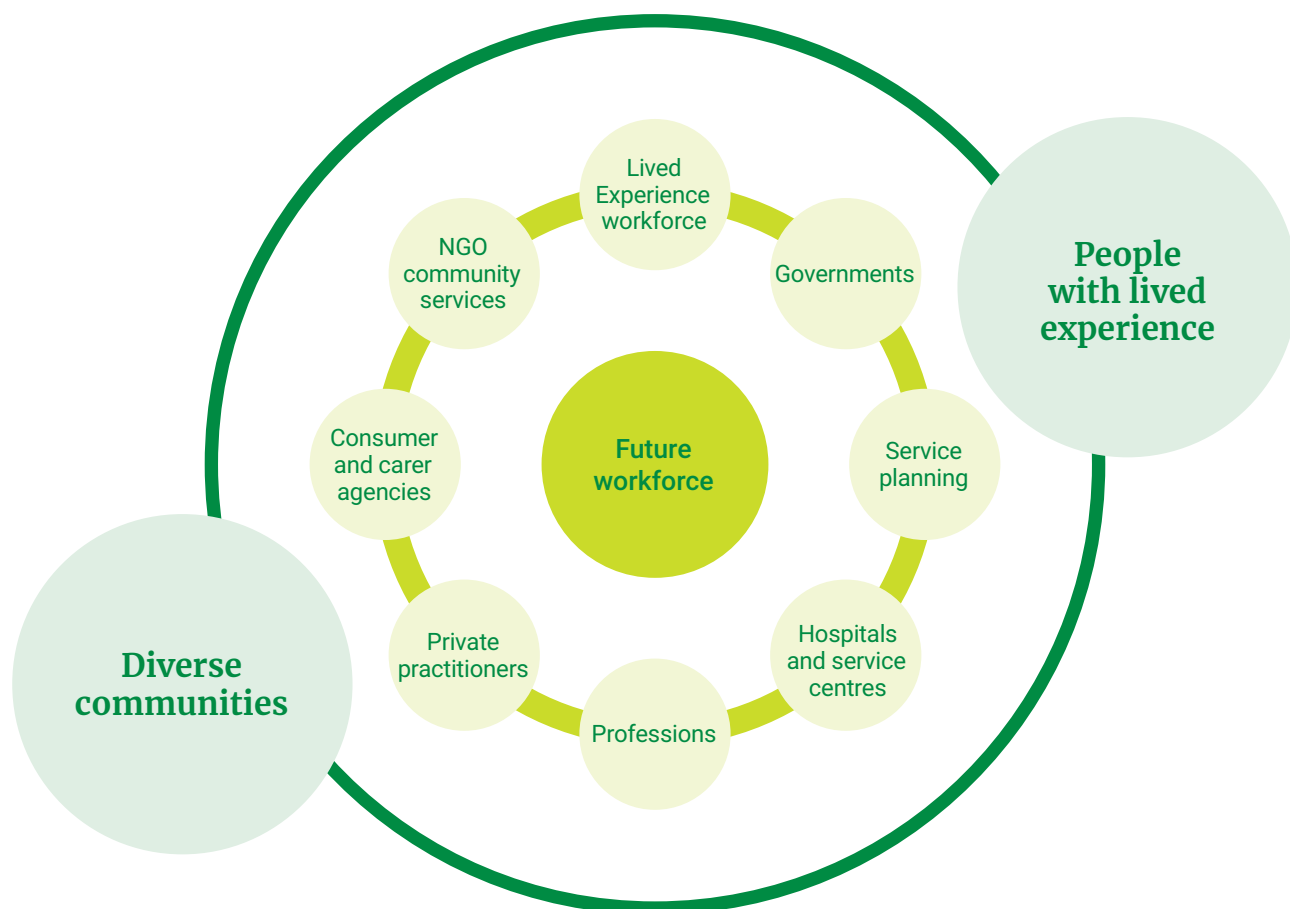 Lived
Experience
workforce
Governments
People
with lived
experience
NGO
community
services
Future
workforce
Service
planning
Consumer
and carer
agencies
Hospitals
and service
centres
Private
practitioners
Professions
Diverse
communities